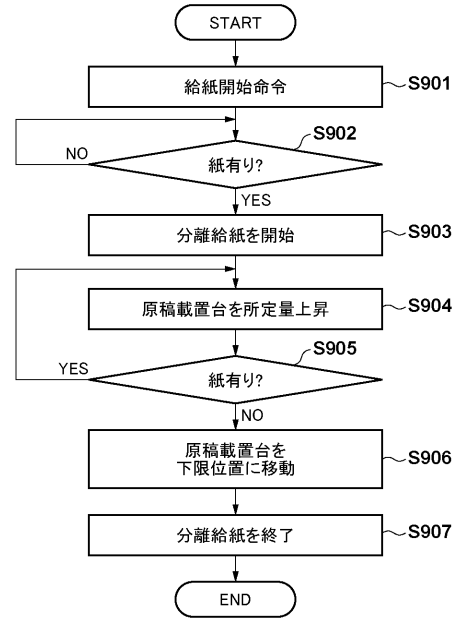 START
給紙開始命令
S901
S902
紙有り?
NO
YES
分離給紙を開始
S903
原稿載置台を所定量上昇
S904
S905
紙有り?
YES
NO
原稿載置台を
下限位置に移動
S906
分離給紙を終了
S907
END